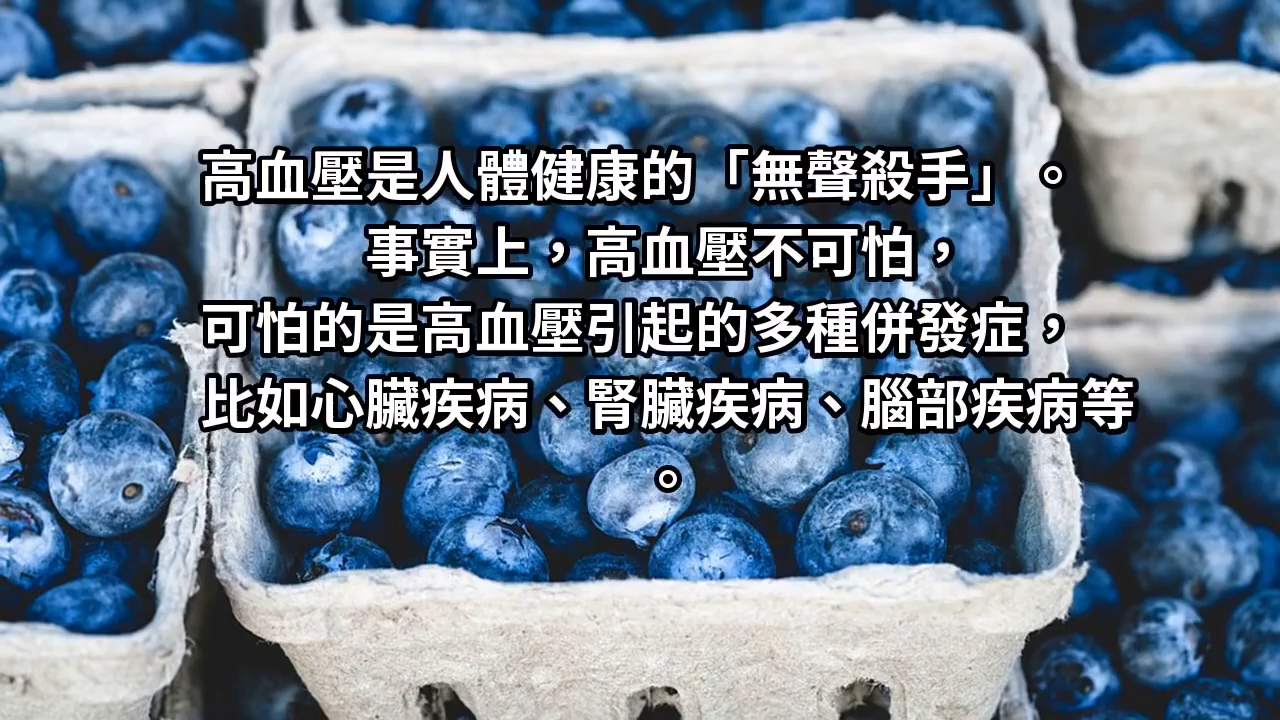 高血壓是人體健康的「無聲殺手」。
事實上，高血壓不可怕，
可怕的是高血壓引起的多種併發症，
比如心臟疾病、腎臟疾病、腦部疾病等
。